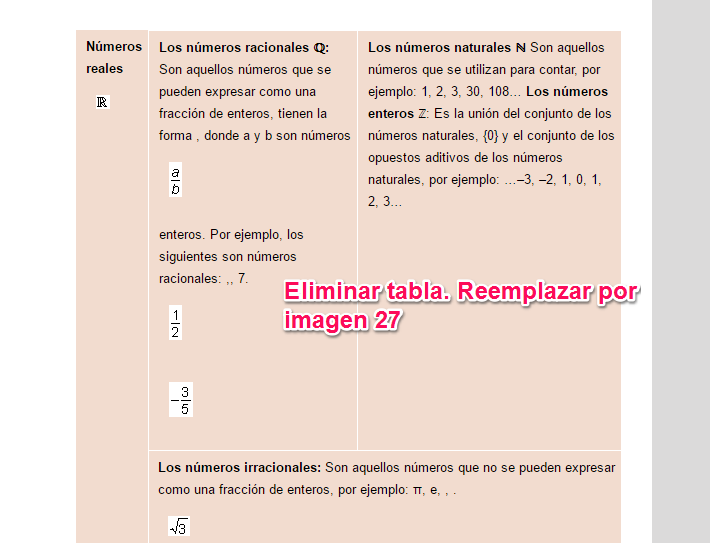 Números
reales
ℝ
Los números racionales ℚ:
Son aquellos números que se
pueden expresar como una
fracción de enteros, tienen la
forma , donde a y b son números
a
b
enteros. Por ejemplo, los
siguientes son números
racionales: ,, 7.
1
2
−3
5
Los números naturales ℕ Son aquellos
números que se utilizan para contar, por
ejemplo: 1, 2, 3, 30, 108… Los números
enteros ℤ: Es la unión del conjunto de los
números naturales, {0} y el conjunto de los
opuestos aditivos de los números
naturales, por ejemplo: …–3, –2, 1, 0, 1,
2, 3…
Eliminar tabla. Reemplazar por
imagen 27
Los números irracionales: Son aquellos números que no se pueden expresar
como una fracción de enteros, por ejemplo: π, e, , .
√3